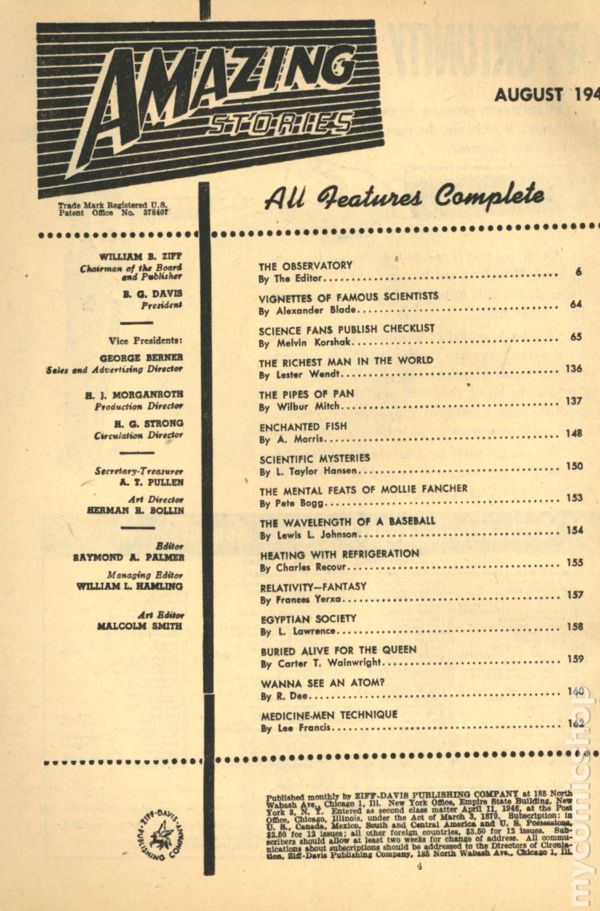 AMAZING
STORIES
AUGUST 194
Trade Mark Registered U.S.
Patent Office No. 378407
All Features Complete
WILLIAM B. ZIFF
Chairman of the Board
and Publisher
B. G. DAVIS
President
Vice Presidents:
GEORGE BERNER
Sales and Advertising Director
H. J. MORGANROTH
Production Director
H. G. STRONG
Circulation Director
Secretary-Treasurer
A. T. PULLEN
Art Director
HERMAN R. BOLLIN
Editor
RAYMOND A. PALMER
Managing Editor
WILLIAM L. HAMLING
Art Editor
MALCOLM SMITH
THE OBSERVATORY
By The Editor 6
VIGNETTES OF FAMOUS SCIENTISTS
By Alexander Blade 64
SCIENCE FANS PUBLISH CHECKLIST
By Melvin Korshak 65
THE RICHEST MAN IN THE WORLD
By Lester Wendt 136
THE PIPES OF PAN
By Wilbur Mitch 137
ENCHANTED FISH
By A. Morris 148
SCIENTIFIC MYSTERIES
By L. Taylor Hansen 150
THE MENTAL FEATS OF MOLLIE FANCHER
By Pete Bogg 153
THE WAVELENGTH OF A BASEBALL
By Lewis L. Johnson 154
HEATING WITH REFRIGERATION
By Charles Recour 155
RELATIVITY—FANTASY
By Frances Yerxa 157
EGYPTIAN SOCIETY
By L. Lawrence 158
BURIED ALIVE FOR THE QUEEN
By Carter T. Wainwright 159
WANNA SEE AN ATOM?
By R. Dee 160
MEDICINE-MEN TECHNIQUE
By Lee Francis 162
ZIFF-DAVIS PUBLISHING COMPANY
Published monthly by ZIFF-DAVIS PUBLISHING COMPANY at 185 North
Wabash Ave., Chicago 1, Ill. New York Office, Empire State Building, New
York 3, N. Y. Entered as second class matter April 11, 1946, at the Post
Office, Chicago, Illinois, under the Act of March 3, 1879. Subscription: in
U. S., Canada, Mexico, South and Central America and U. S. Possessions,
$2.50 for 12 issues; all other foreign countries, $3.50 for 12 issues. Sub-
scribers should allow at least two weeks for change of address. All commu-
nications about subscriptions should be addressed to the Directors of Circula-
tion, Ziff-Davis Publishing Company, 185 North Wabash Ave., Chicago 1, Ill.
4
mycomicshop